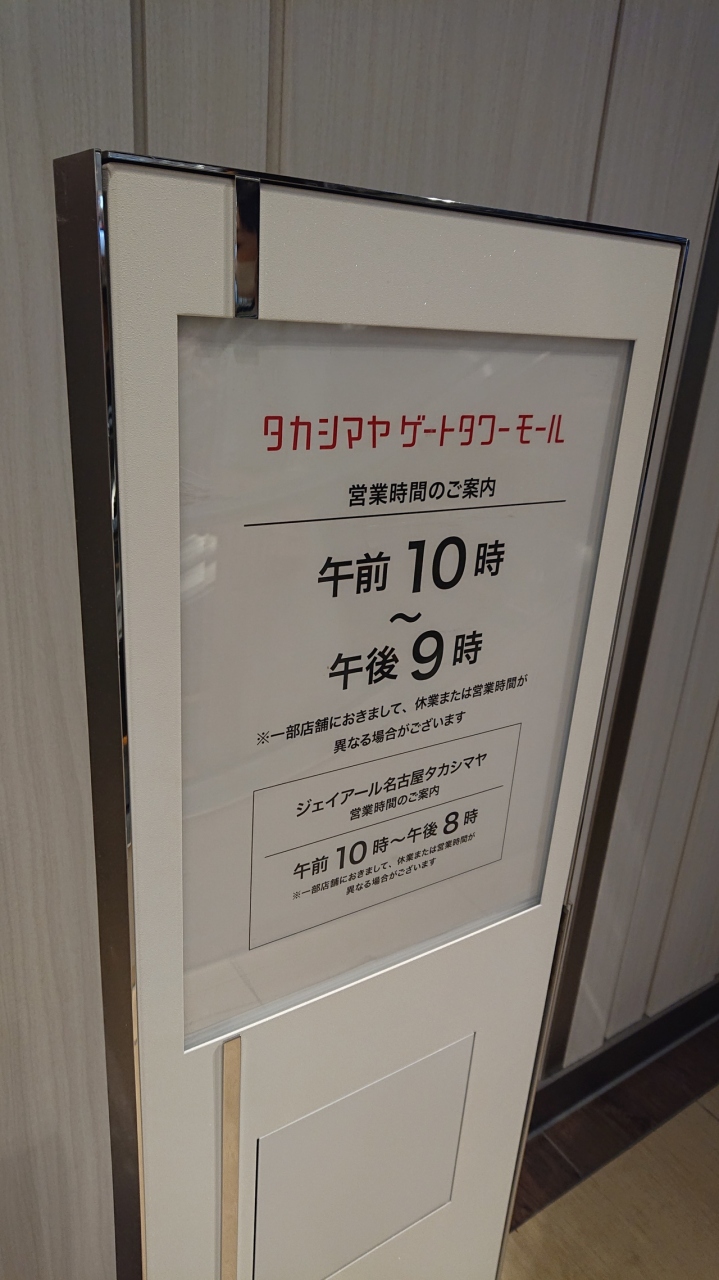 タカシマヤ ゲートタワーモール
営業時間のご案内
午前10時
～
午後9時
※一部店舗におきまして、休業または営業時間が
異なる場合がございます
ジェイアール名古屋タカシマヤ
営業時間のご案内
午前10時～午後8時
※一部店舗におきまして、休業または営業時間が
異なる場合がございます